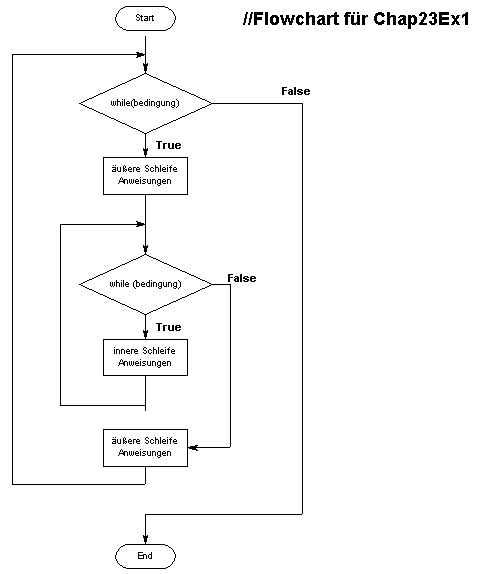 Start
//Flowchart für Chap23Ex1
while(bedingung)
False
True
äußere Schleife
Anweisungen
while (bedingung)
False
True
innere Schleife
Anweisungen
äußere Schleife
Anweisungen
End